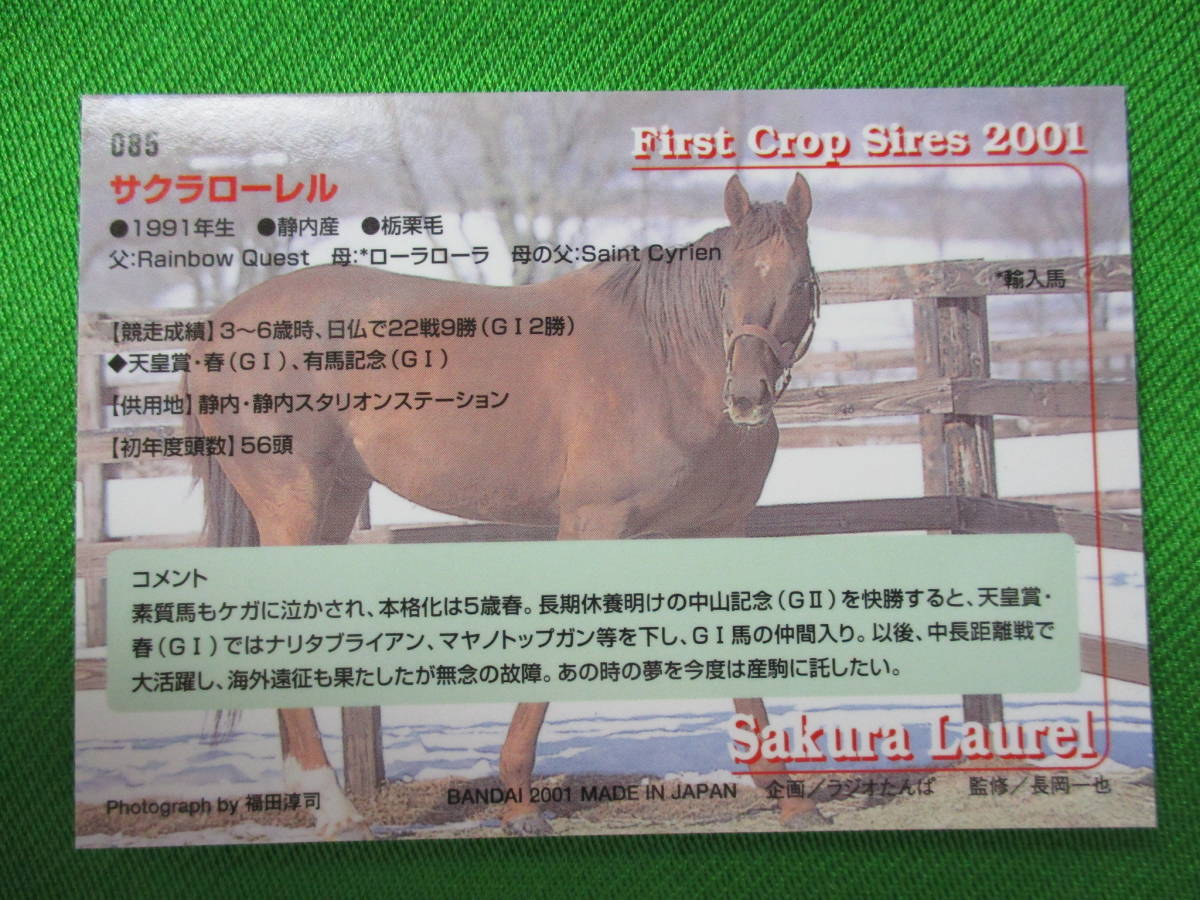 085
First Crop Sires 2001
サクラローレル
●1991年生 ●静内産 ●栃栗毛
父:Rainbow Quest 母:*ローラローラ 母の父:Saint Cyrien
*輸入馬
【競走成績】3〜6歳時、日仏で22戦9勝(GⅠ2勝)
◆天皇賞・春(GⅠ)、有馬記念(GⅠ)
【供用地】静内・静内スタリオンステーション
【初年度頭数】56頭
コメント
素質馬もケガに泣かされ、本格化は5歳春。長期休養明けの中山記念(GⅡ)を快勝すると、天皇賞・
春(GⅠ)ではナリタブライアン、マヤノトップガン等を下し、GⅠ馬の仲間入り。以後、中長距離戦で
大活躍し、海外遠征も果たしたが無念の故障。あの時の夢を今度は産駒に託したい。
Sakura Laurel
Photograph by 福田淳司
BANDAI 2001 MADE IN JAPAN 企画/ラジオたんぱ 監修/長岡一也